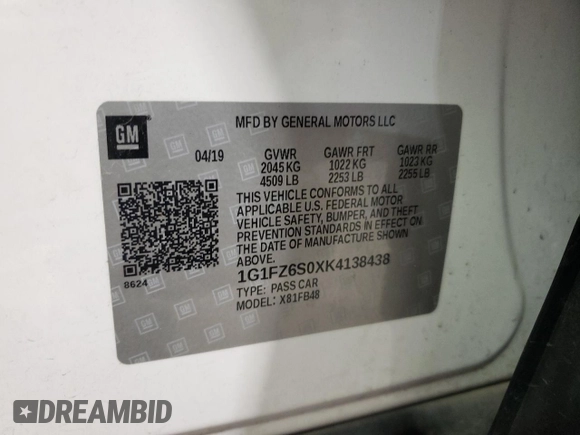 GM
MFD BY GENERAL MOTORS LLC
04/19 GVWR GAWR FRT GAWR RR
2045 KG 1022 KG 1023 KG
4509 LB 2253 LB 2255 LB
THIS VEHICLE CONFORMS TO ALL
APPLICABLE U.S. FEDERAL MOTOR
VEHICLE SAFETY, BUMPER, AND THEFT
PREVENTION STANDARDS IN EFFECT ON
THE DATE OF MANUFACTURE SHOWN
ABOVE.
8624
1G1FZ6S0XK4138438
TYPE: PASS CAR
MODEL: X81FB48
DREAMBID